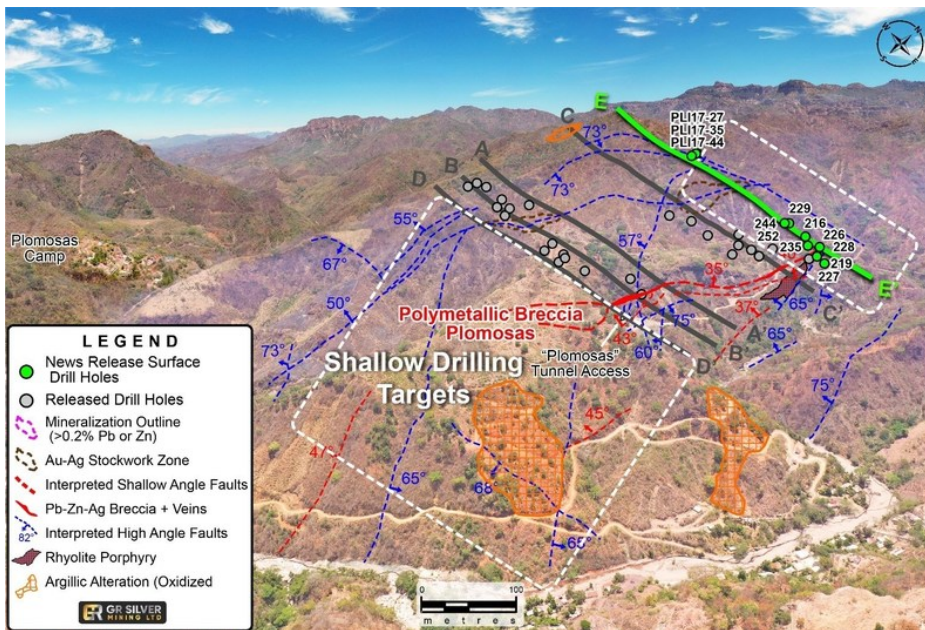 E
PLI17-27
PLI17-35
PLI17-44
C
73°
A
B
D
73°
229
244
216
226
252
235
228
219
227
E'
55°
57°
Plomosas
Camp
67°
35°
50°
37°
65°
C'
Polymetallic Breccia
Plomosas
75°
43°
60°
65°
A'
B'
D'
"Plomosas"
Tunnel Access
73°
75°
Shallow Drilling
Targets
45°
47
65°
68°
65°
LEGEND
News Release Surface
Drill Holes
Released Drill Holes
Mineralization Outline
(>0.2% Pb or Zn)
Au-Ag Stockwork Zone
Interpreted Shallow Angle Faults
Pb-Zn-Ag Breccia + Veins
Interpreted High Angle Faults
82°
Rhyolite Porphyry
Argillic Alteration (Oxidized
GR SILVER
MINING LTD
0 100
metres